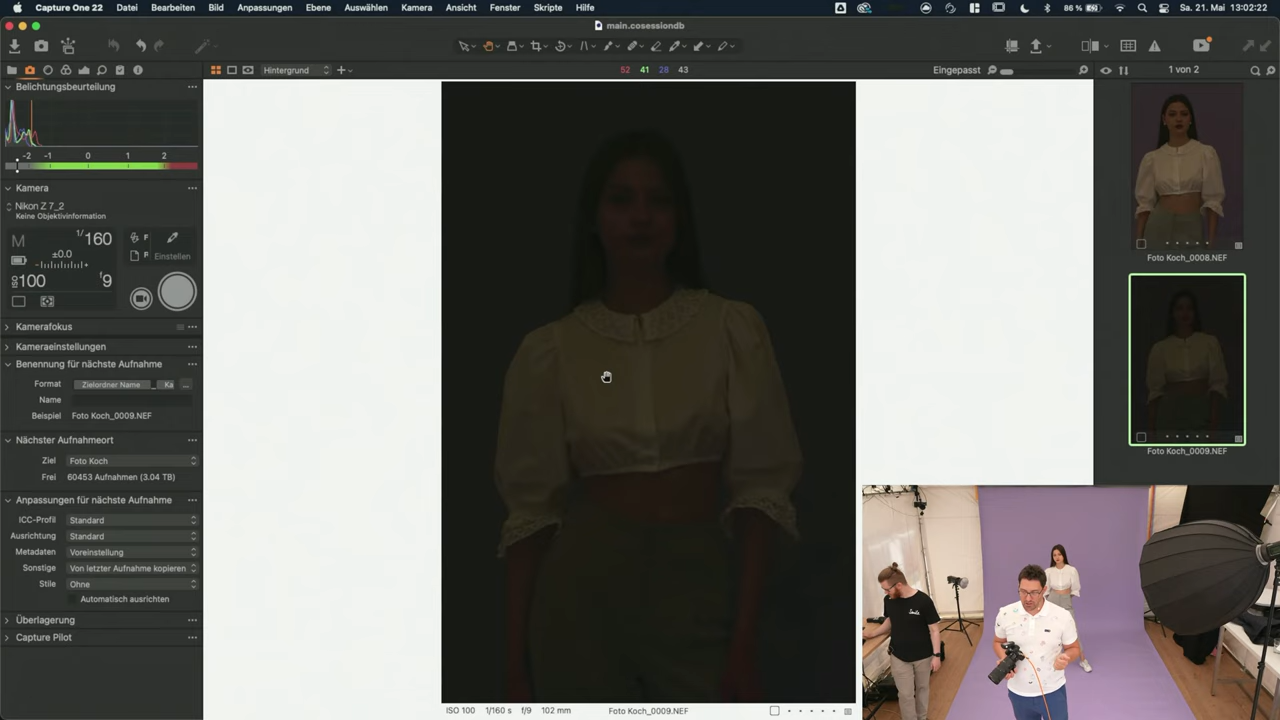 Capture One 22 Datei Bearbeiten Bild Anpassungen Ebene Auswählen Kamera Ansicht Fenster Skripte Hilfe 86 % Sa. 21. Mai 13:02:22
main.cosessiondb
Hintergrund 52 41 28 43 Eingepasst 1 von 2
Belichtungsbeurteilung
-2 -1 0 1 2
Kamera
Nikon Z 7_2
Keine Objektivinformation
M 1/160 F
±0.0 F Einstellen
ISO 100 f9
Kamerafokus
Kameraeinstellungen
Benennung für nächste Aufnahme
Format Zielordner Name _ Ka ...
Name
Beispiel Foto Koch_0009.NEF
Nächster Aufnahmeort
Ziel Foto Koch
Frei 60453 Aufnahmen (3.04 TB)
Anpassungen für nächste Aufnahme
ICC-Profil Standard
Ausrichtung Standard
Metadaten Voreinstellung
Sonstige Von letzter Aufnahme kopieren
Stile Ohne
Automatisch ausrichten
Überlagerung
Capture Pilot
Foto Koch_0008.NEF
Foto Koch_0009.NEF
ISO 100 1/160 s f/9 102 mm Foto Koch_0009.NEF